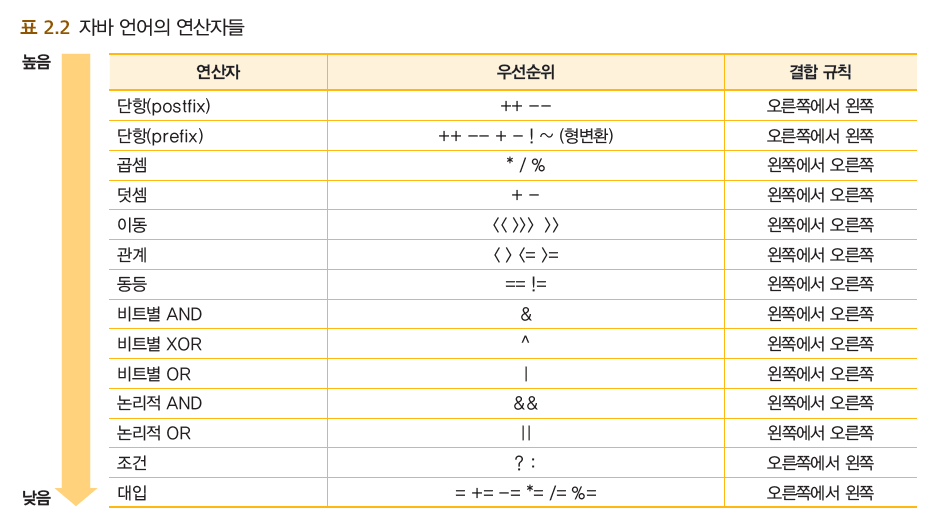 표 2.2 자바 언어의 연산자들
높음
연산자 우선순위 결합 규칙
단항(postfix) ++ −− 오른쪽에서 왼쪽
단항(prefix) ++ −− + − ! ~ (형변환) 오른쪽에서 왼쪽
곱셈 * / % 왼쪽에서 오른쪽
덧셈 + − 왼쪽에서 오른쪽
이동 〈〈 〉〉〉 〉〉 왼쪽에서 오른쪽
관계 〈 〉 〈= 〉= 왼쪽에서 오른쪽
동등 == != 왼쪽에서 오른쪽
비트별 AND & 왼쪽에서 오른쪽
비트별 XOR ^ 왼쪽에서 오른쪽
비트별 OR | 왼쪽에서 오른쪽
논리적 AND && 왼쪽에서 오른쪽
논리적 OR || 왼쪽에서 오른쪽
조건 ? : 오른쪽에서 왼쪽
대입 = += −= *= /= %= 오른쪽에서 왼쪽
낮음